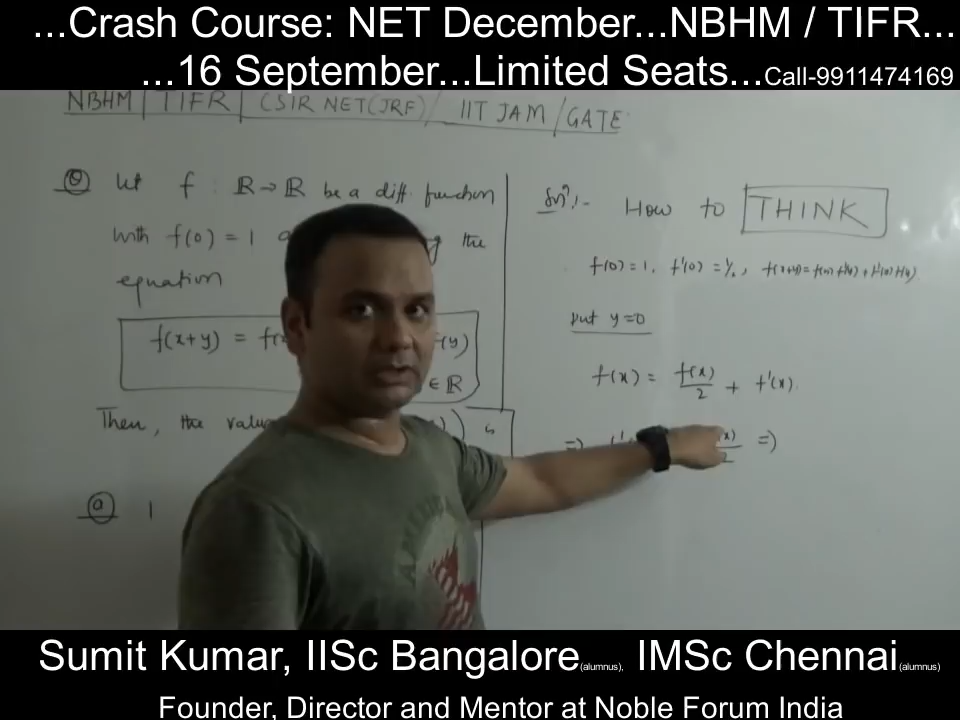 ...Crash Course: NET December...NBHM / TIFR...
...16 September...Limited Seats...Call-9911474169
NBHM | TIFR | CSIR NET(JRF) / IIT JAM / GATE
Q Let f : ℝ → ℝ be a diff. function
with f(0) = 1 the
equation
f(x+y) = y)
∈ ℝ
Then, the value
a 1
Solⁿ:- How to THINK
f(0) = 1, f'(0) = ½, f(x+y) = f(x)f'(y) + f'(x)f(y)
Put y = 0
f(x) = f(x)/2 + f'(x).
⇒ ⇒
Sumit Kumar, IISc Bangalore(alumnus), IMSc Chennai(alumnus)
Founder, Director and Mentor at Noble Forum India